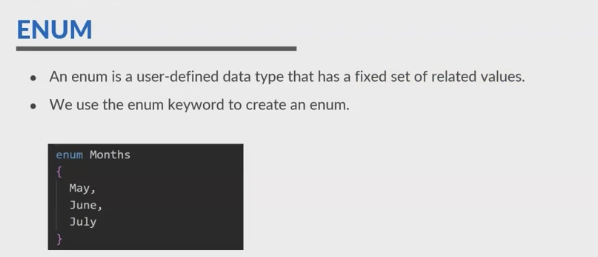 ENUM
• An enum is a user-defined data type that has a fixed set of related values.
• We use the enum keyword to create an enum.
enum Months
{
May,
June,
July
}